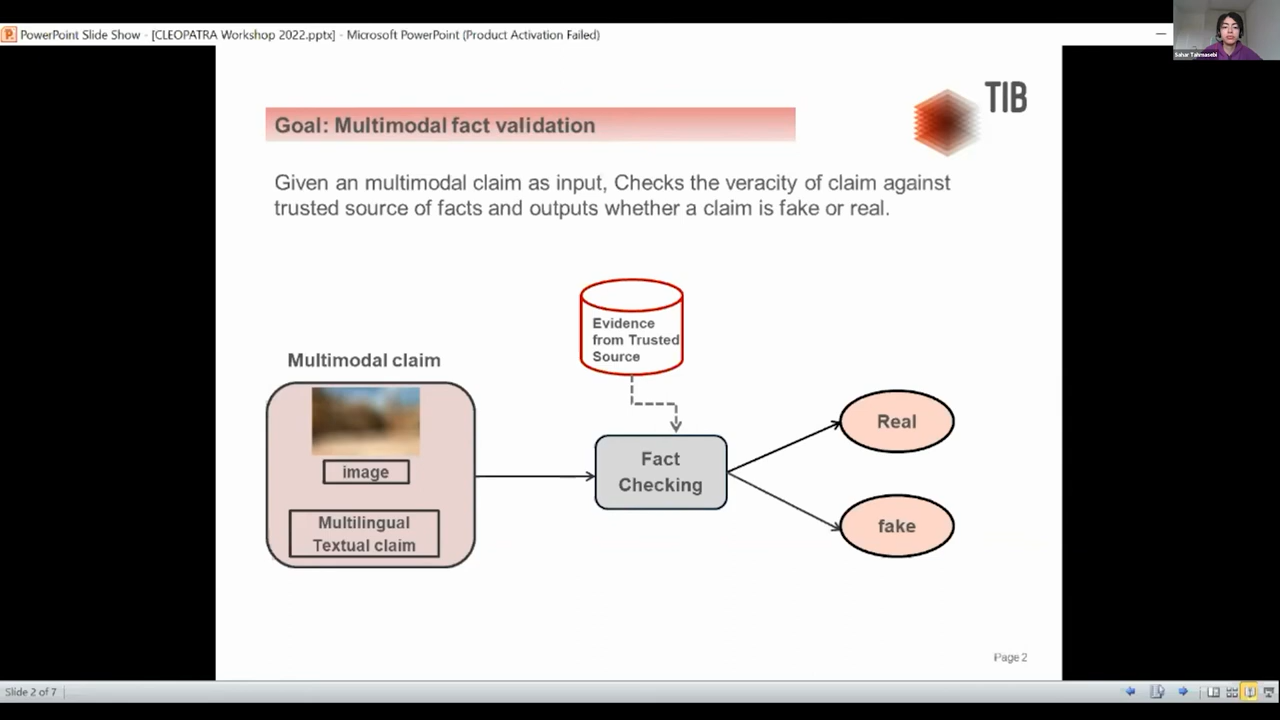 PowerPoint Slide Show - [CLEOPATRA Workshop 2022.pptx] - Microsoft PowerPoint (Product Activation Failed)
Sahar Tahmasebi
TIB
Goal: Multimodal fact validation
Given an multimodal claim as input, Checks the veracity of claim against
trusted source of facts and outputs whether a claim is fake or real.
Evidence
from Trusted
Source
Multimodal claim
image
Multilingual
Textual claim
Fact
Checking
Real
fake
Page 2
Slide 2 of 7